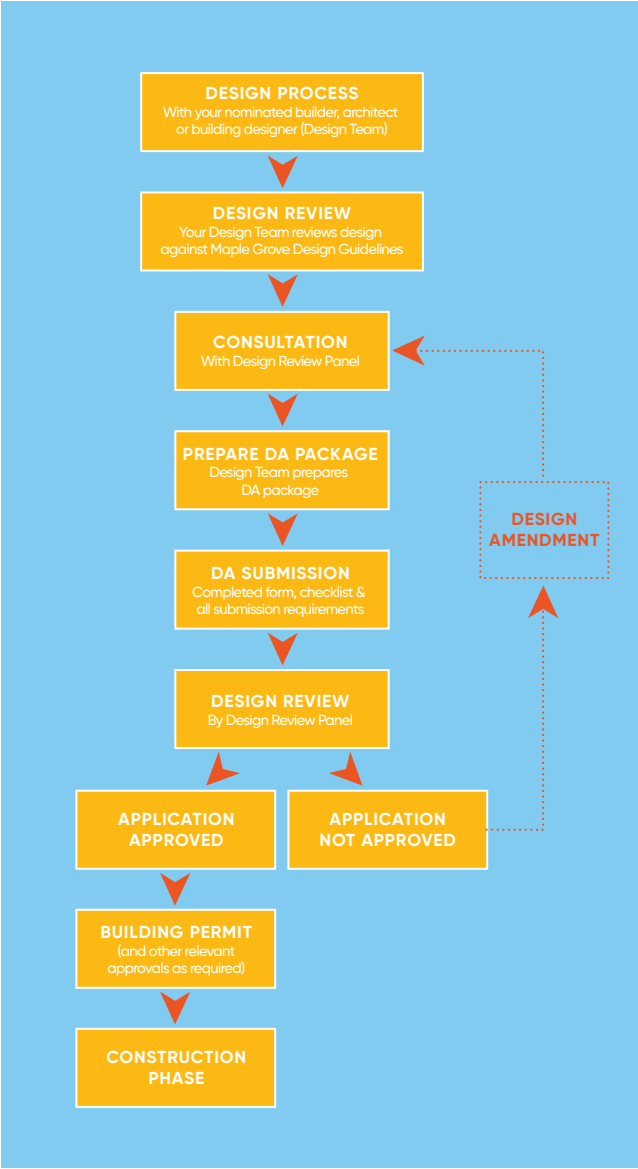 DESIGN PROCESS
With your nominated builder, architect
or building designer (Design Team)
DESIGN REVIEW
Your Design Team reviews design
against Maple Grove Design Guidelines
CONSULTATION
With Design Review Panel
PREPARE DA PACKAGE
Design Team prepares
DA package
DESIGN
AMENDMENT
DA SUBMISSION
Completed form, checklist &
all submission requirements
DESIGN REVIEW
By Design Review Panel
APPLICATION
APPROVED
APPLICATION
NOT APPROVED
BUILDING PERMIT
(and other relevant
approvals as required)
CONSTRUCTION
PHASE